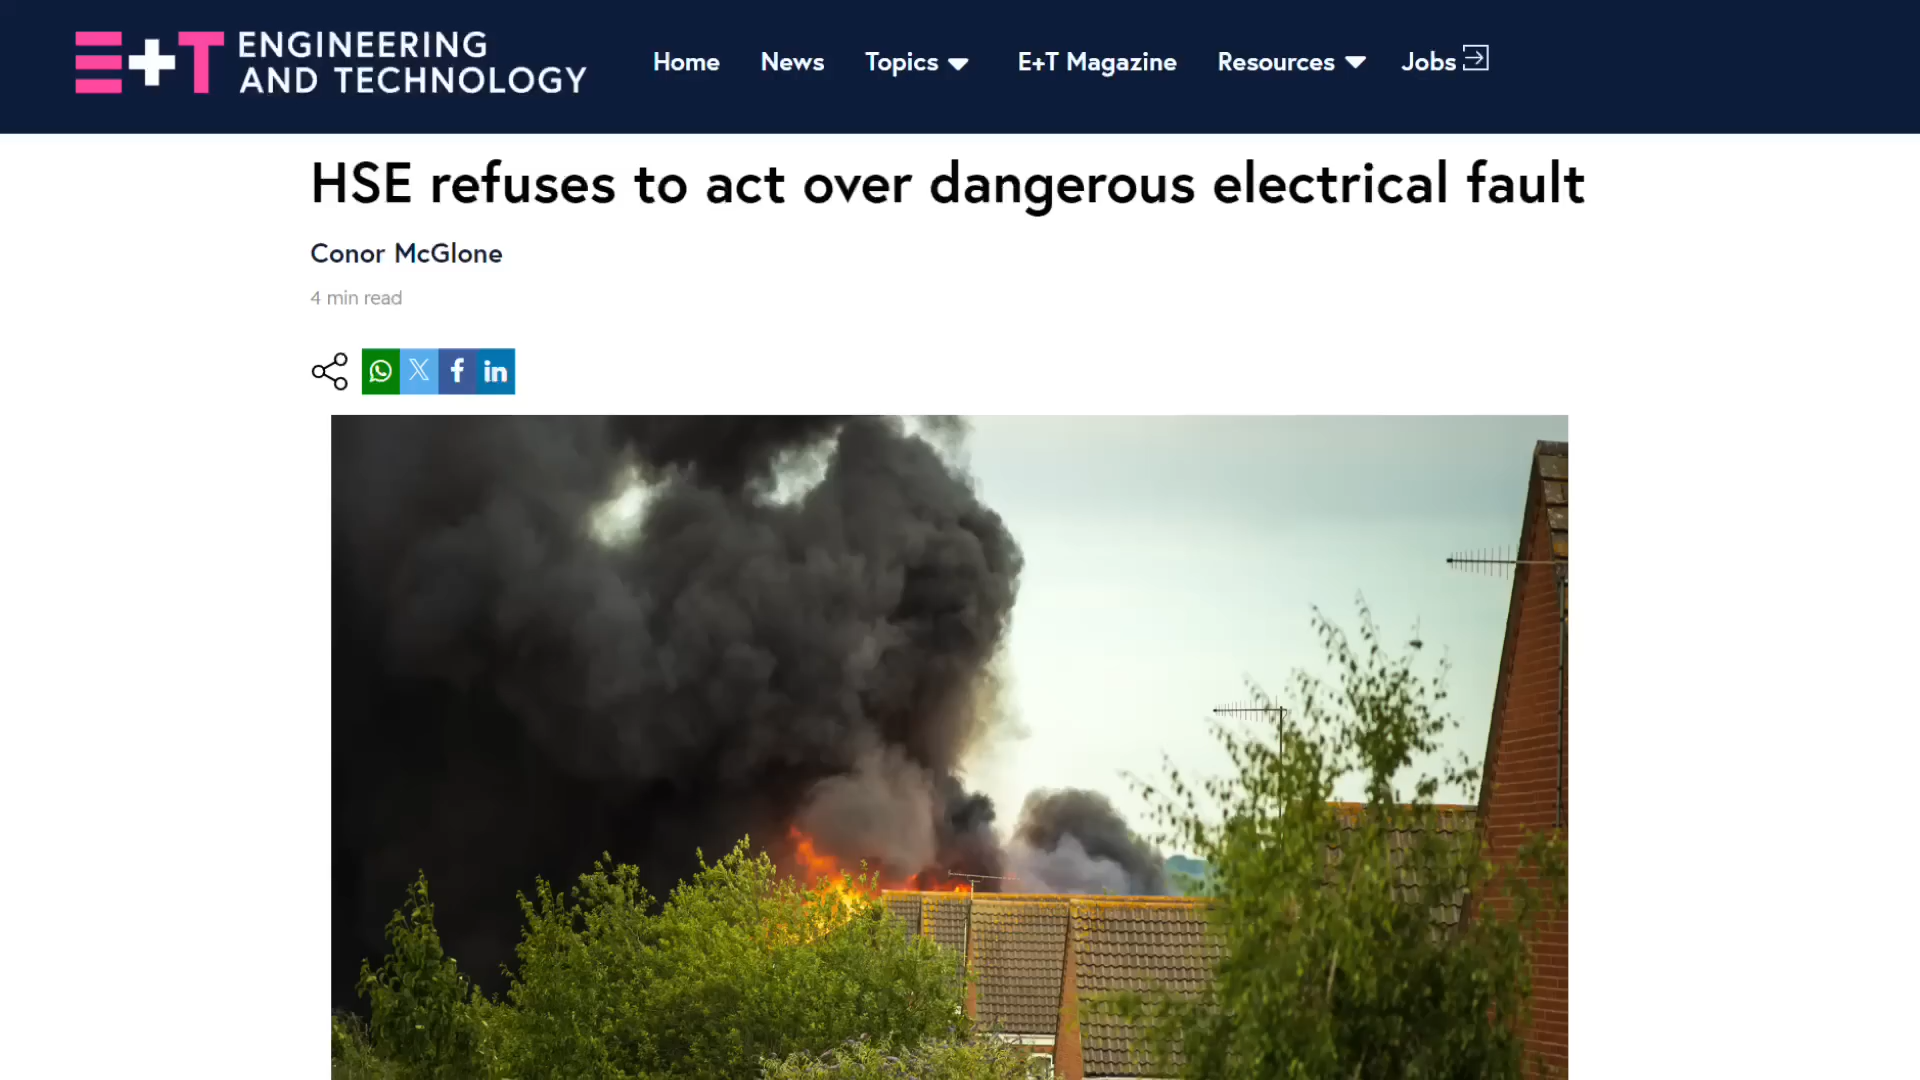 E+T ENGINEERING
AND TECHNOLOGY
Home News Topics E+T Magazine Resources Jobs
HSE refuses to act over dangerous electrical fault
Conor McGlone
4 min read